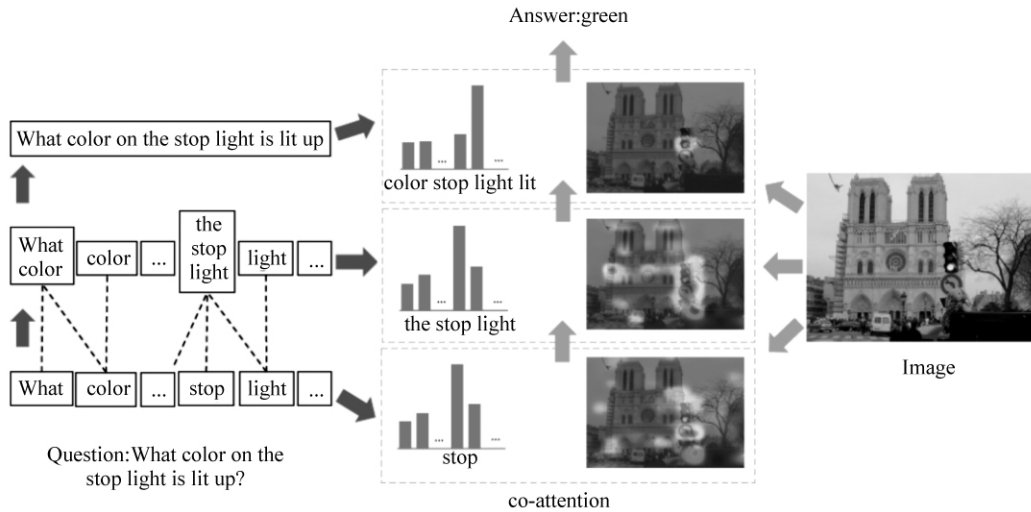 Answer:green
What color on the stop light is lit up
... ...
color stop light lit
What
color
color
...
the
stop
light
light
...
... ...
the stop light
What
color
...
stop
light
...
... ...
stop
Image
Question:What color on the
stop light is lit up?
co-attention